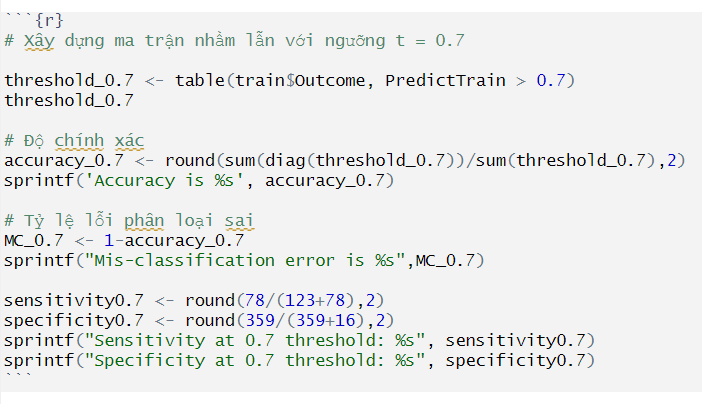 ```{r}
# Xây dựng ma trận nhầm lẫn với ngưỡng t = 0.7
threshold_0.7 <- table(train$Outcome, PredictTrain > 0.7)
threshold_0.7
# Độ chính xác
accuracy_0.7 <- round(sum(diag(threshold_0.7))/sum(threshold_0.7),2)
sprintf('Accuracy is %s', accuracy_0.7)
# Tỷ lệ lỗi phân loại sai
MC_0.7 <- 1-accuracy_0.7
sprintf("Mis-classification error is %s",MC_0.7)
sensitivity0.7 <- round(78/(123+78),2)
specificity0.7 <- round(359/(359+16),2)
sprintf("Sensitivity at 0.7 threshold: %s", sensitivity0.7)
sprintf("Specificity at 0.7 threshold: %s", specificity0.7)
```